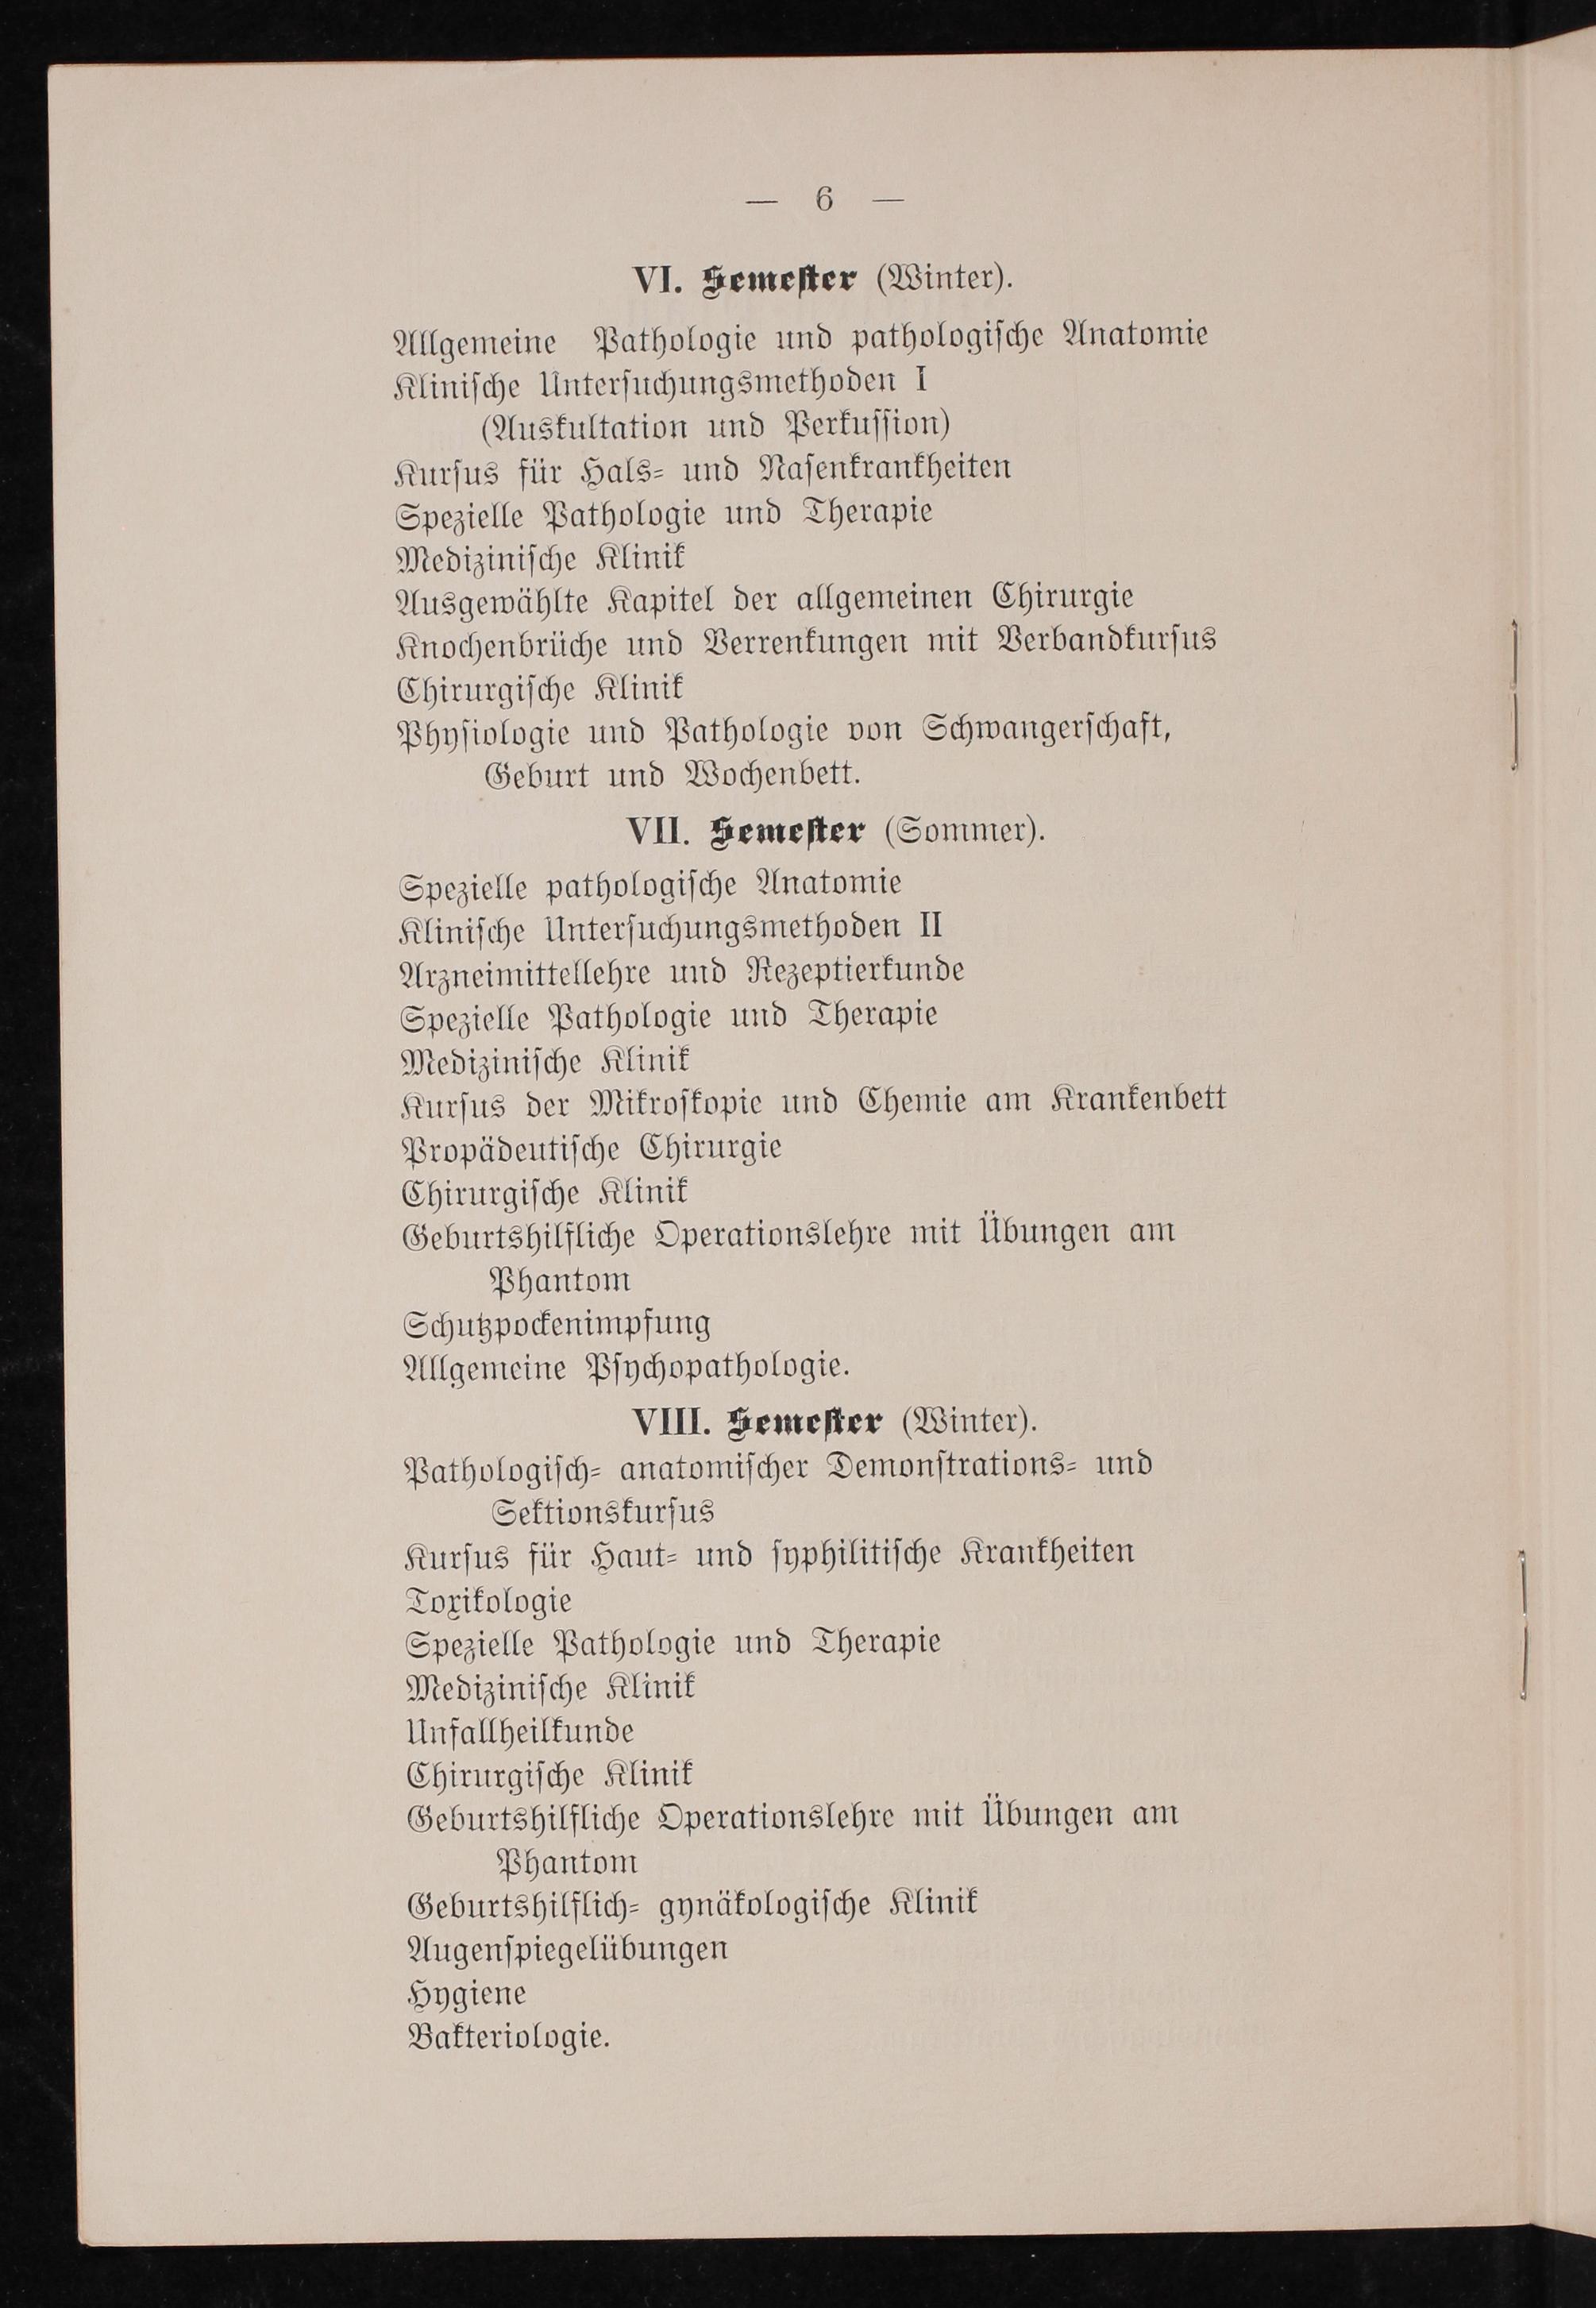 — 6 —
VI. Semeſter (Winter).
Allgemeine Pathologie und pathologiſche Anatomie
Kliniſche Unterſuchungsmethoden I
(Auskultation und Perkuſſion)
Kurſus für Hals- und Naſenkrankheiten
Spezielle Pathologie und Therapie
Mediziniſche Klinik
Ausgewählte Kapitel der allgemeinen Chirurgie
Knochenbrüche und Verrenkungen mit Verbandkurſus
Chirurgiſche Klinik
Phyſiologie und Pathologie von Schwangerſchaft,
Geburt und Wochenbett.
VII. Semeſter (Sommer).
Spezielle pathologiſche Anatomie
Kliniſche Unterſuchungsmethoden II
Arzneimittellehre und Rezeptierkunde
Spezielle Pathologie und Therapie
Mediziniſche Klinik
Kurſus der Mikroſkopie und Chemie am Krankenbett
Propädeutiſche Chirurgie
Chirurgiſche Klinik
Geburtshilfliche Operationslehre mit Übungen am
Phantom
Schutzpockenimpfung
Allgemeine Pſychopathologie.
VIII. Semeſter (Winter).
Pathologiſch- anatomiſcher Demonſtrations- und
Sektionskurſus
Kurſus für Haut- und ſyphilitiſche Krankheiten
Toxikologie
Spezielle Pathologie und Therapie
Mediziniſche Klinik
Unfallheilkunde
Chirurgiſche Klinik
Geburtshilfliche Operationslehre mit Übungen am
Phantom
Geburtshilflich- gynäkologiſche Klinik
Augenſpiegelübungen
Hygiene
Bakteriologie.